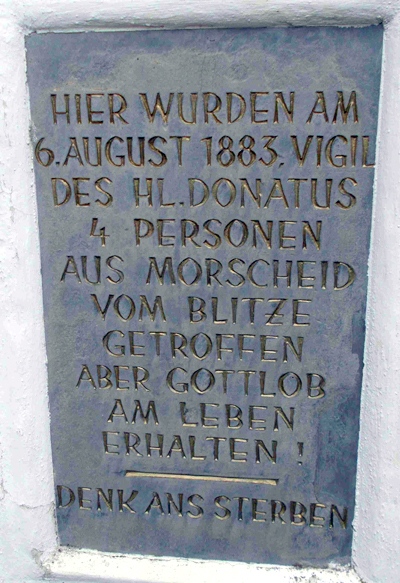 HIER WURDEN AM
6. AUGUST 1883. VIGIL
DES HL. DONATUS
4 PERSONEN
AUS MORSCHEID
VOM BLITZE
GETROFFEN
ABER GOTTLOB
AM LEBEN
ERHALTEN !
DENK ANS STERBEN